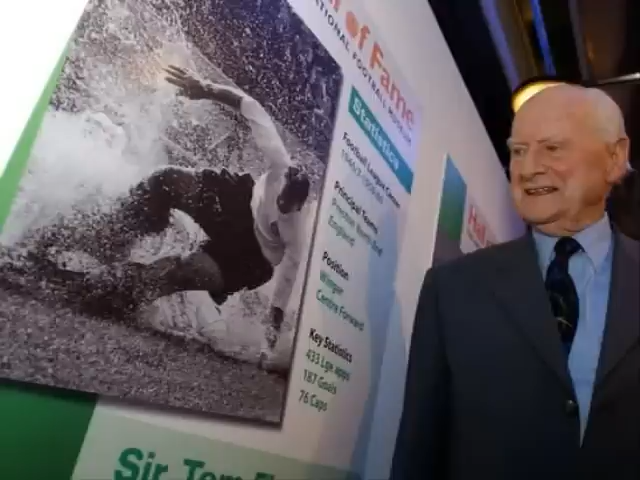 of Fame
NATIONAL FOOTBALL MUSEUM
Statistics
Football League Career
Principal Teams
Preston North End
England
Position
Winger
Centre Forward
Key Statistics
433 Lge apps
187 Goals
76 Caps
Sir Tom